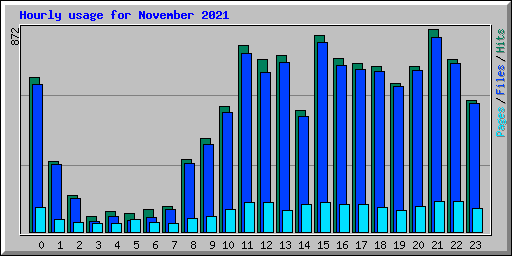 Hourly usage for November 2021
872
Pages/Files/Hits
0 1 2 3 4 5 6 7 8 9 10 11 12 13 14 15 16 17 18 19 20 21 22 23